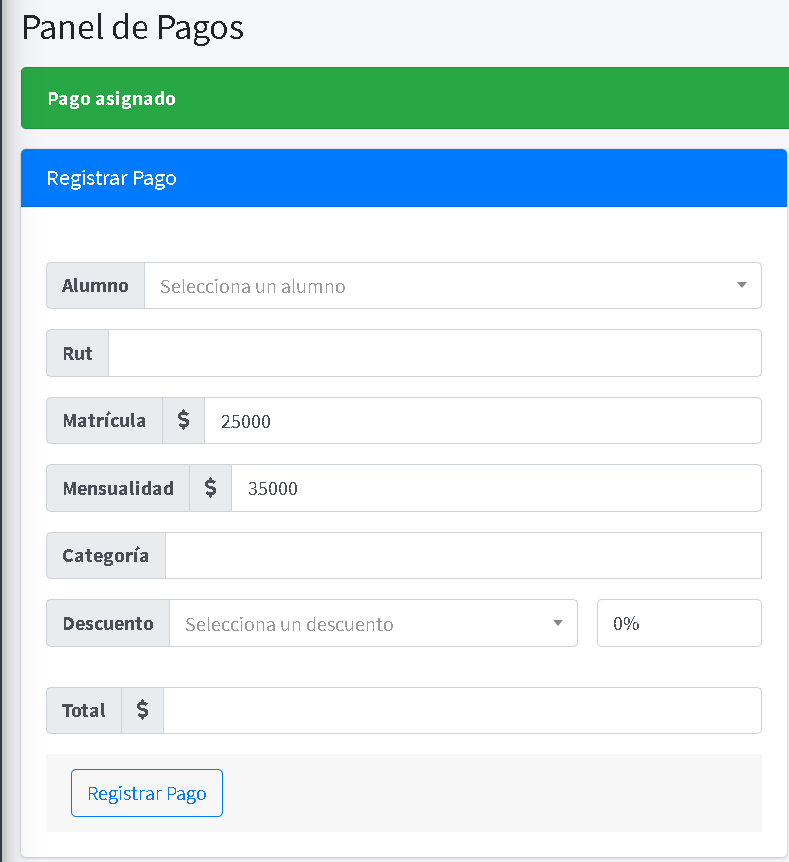 Panel de Pagos
Pago asignado
Registrar Pago
Alumno Selecciona un alumno
Rut
Matrícula $ 25000
Mensualidad $ 35000
Categoría
Descuento Selecciona un descuento 0%
Total $
Registrar Pago